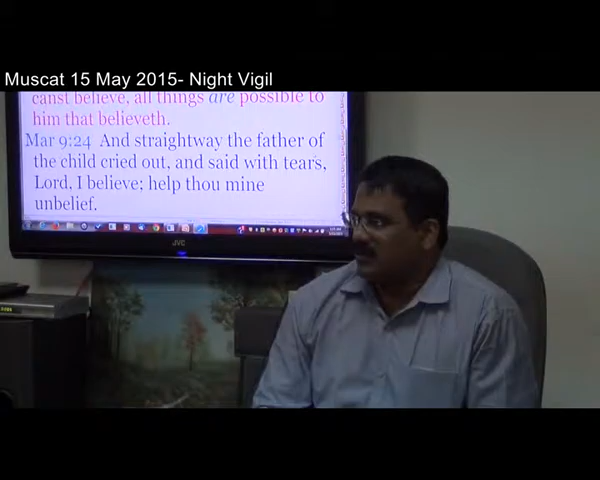 Muscat 15 May 2015- Night Vigil
canst believe, all things are possible to
him that believeth.
Mar 9:24 And straightway the father of
the child cried out, and said with tears,
Lord, I believe; help thou mine
unbelief.
JVC